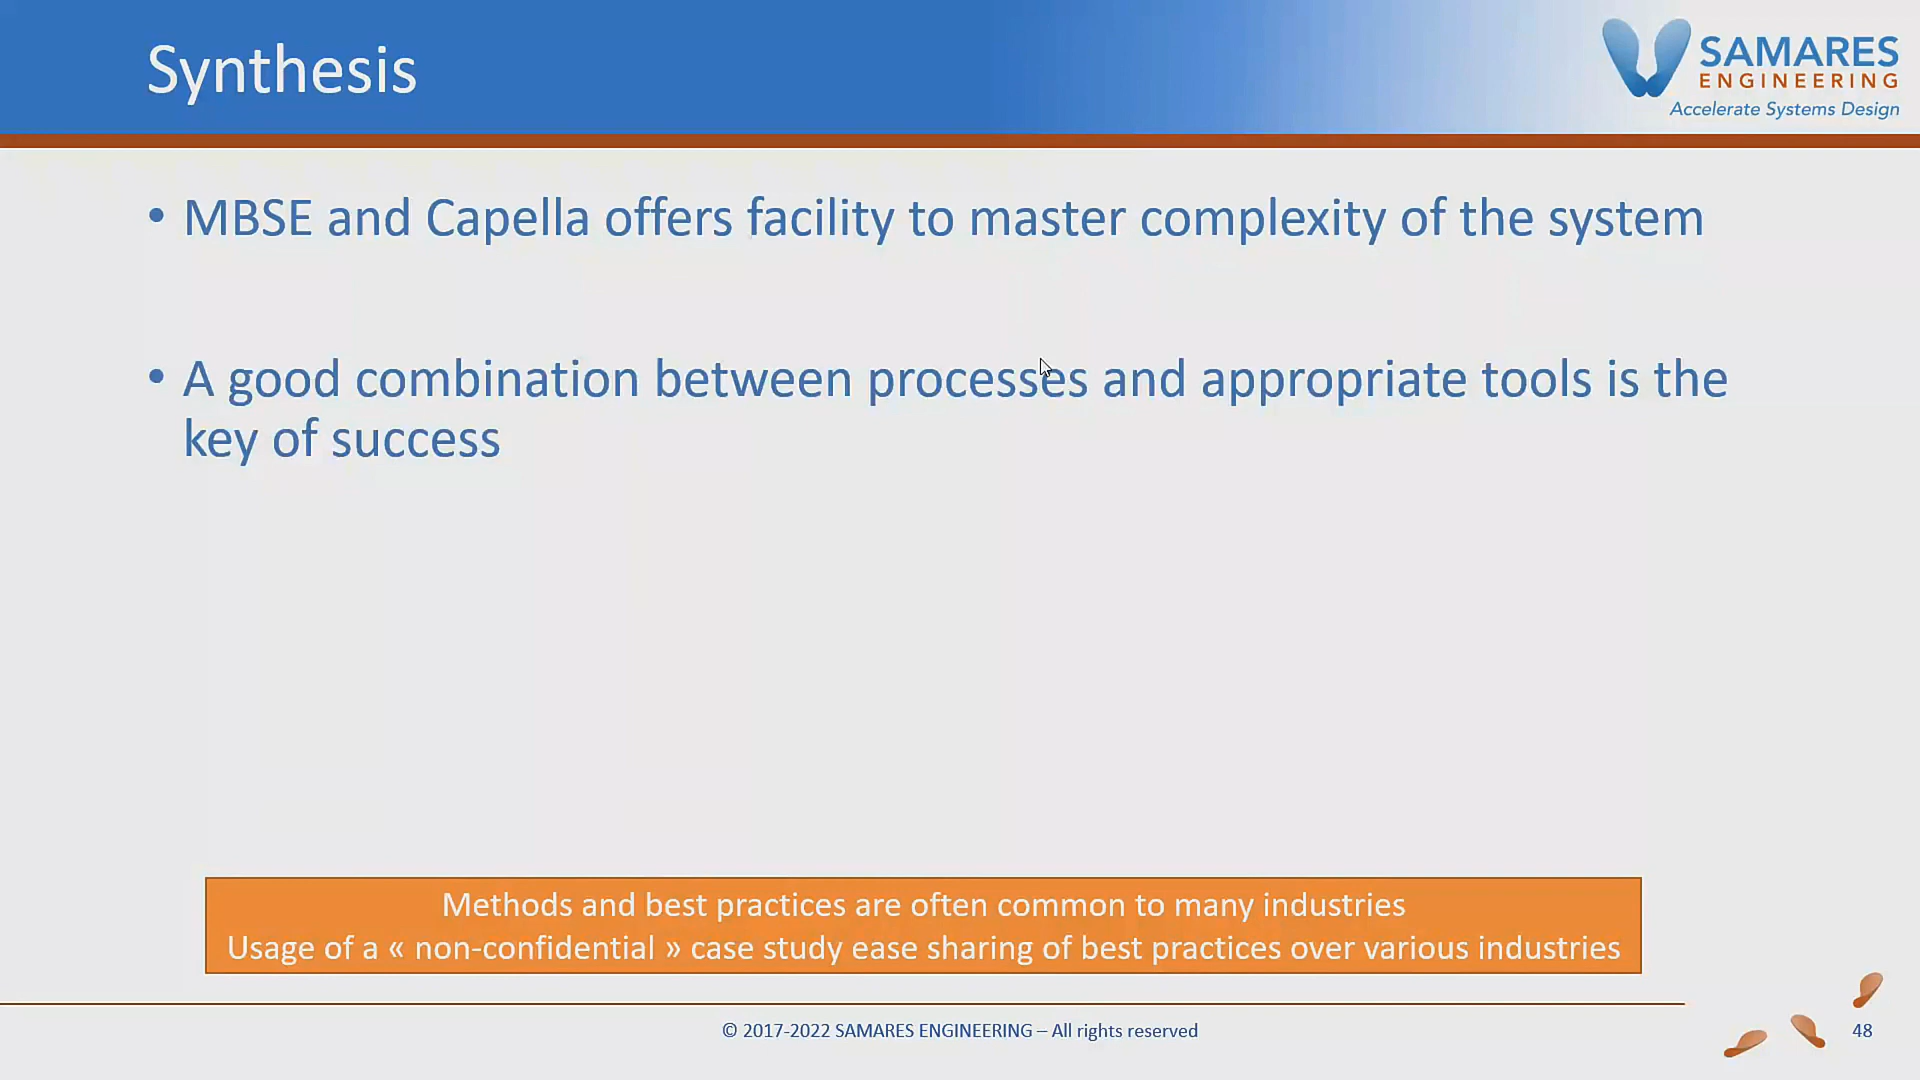 Synthesis
SAMARES
ENGINEERING
Accelerate Systems Design
• MBSE and Capella offers facility to master complexity of the system
• A good combination between processes and appropriate tools is the
key of success
Methods and best practices are often common to many industries
Usage of a « non-confidential » case study ease sharing of best practices over various industries
© 2017-2022 SAMARES ENGINEERING – All rights reserved
48